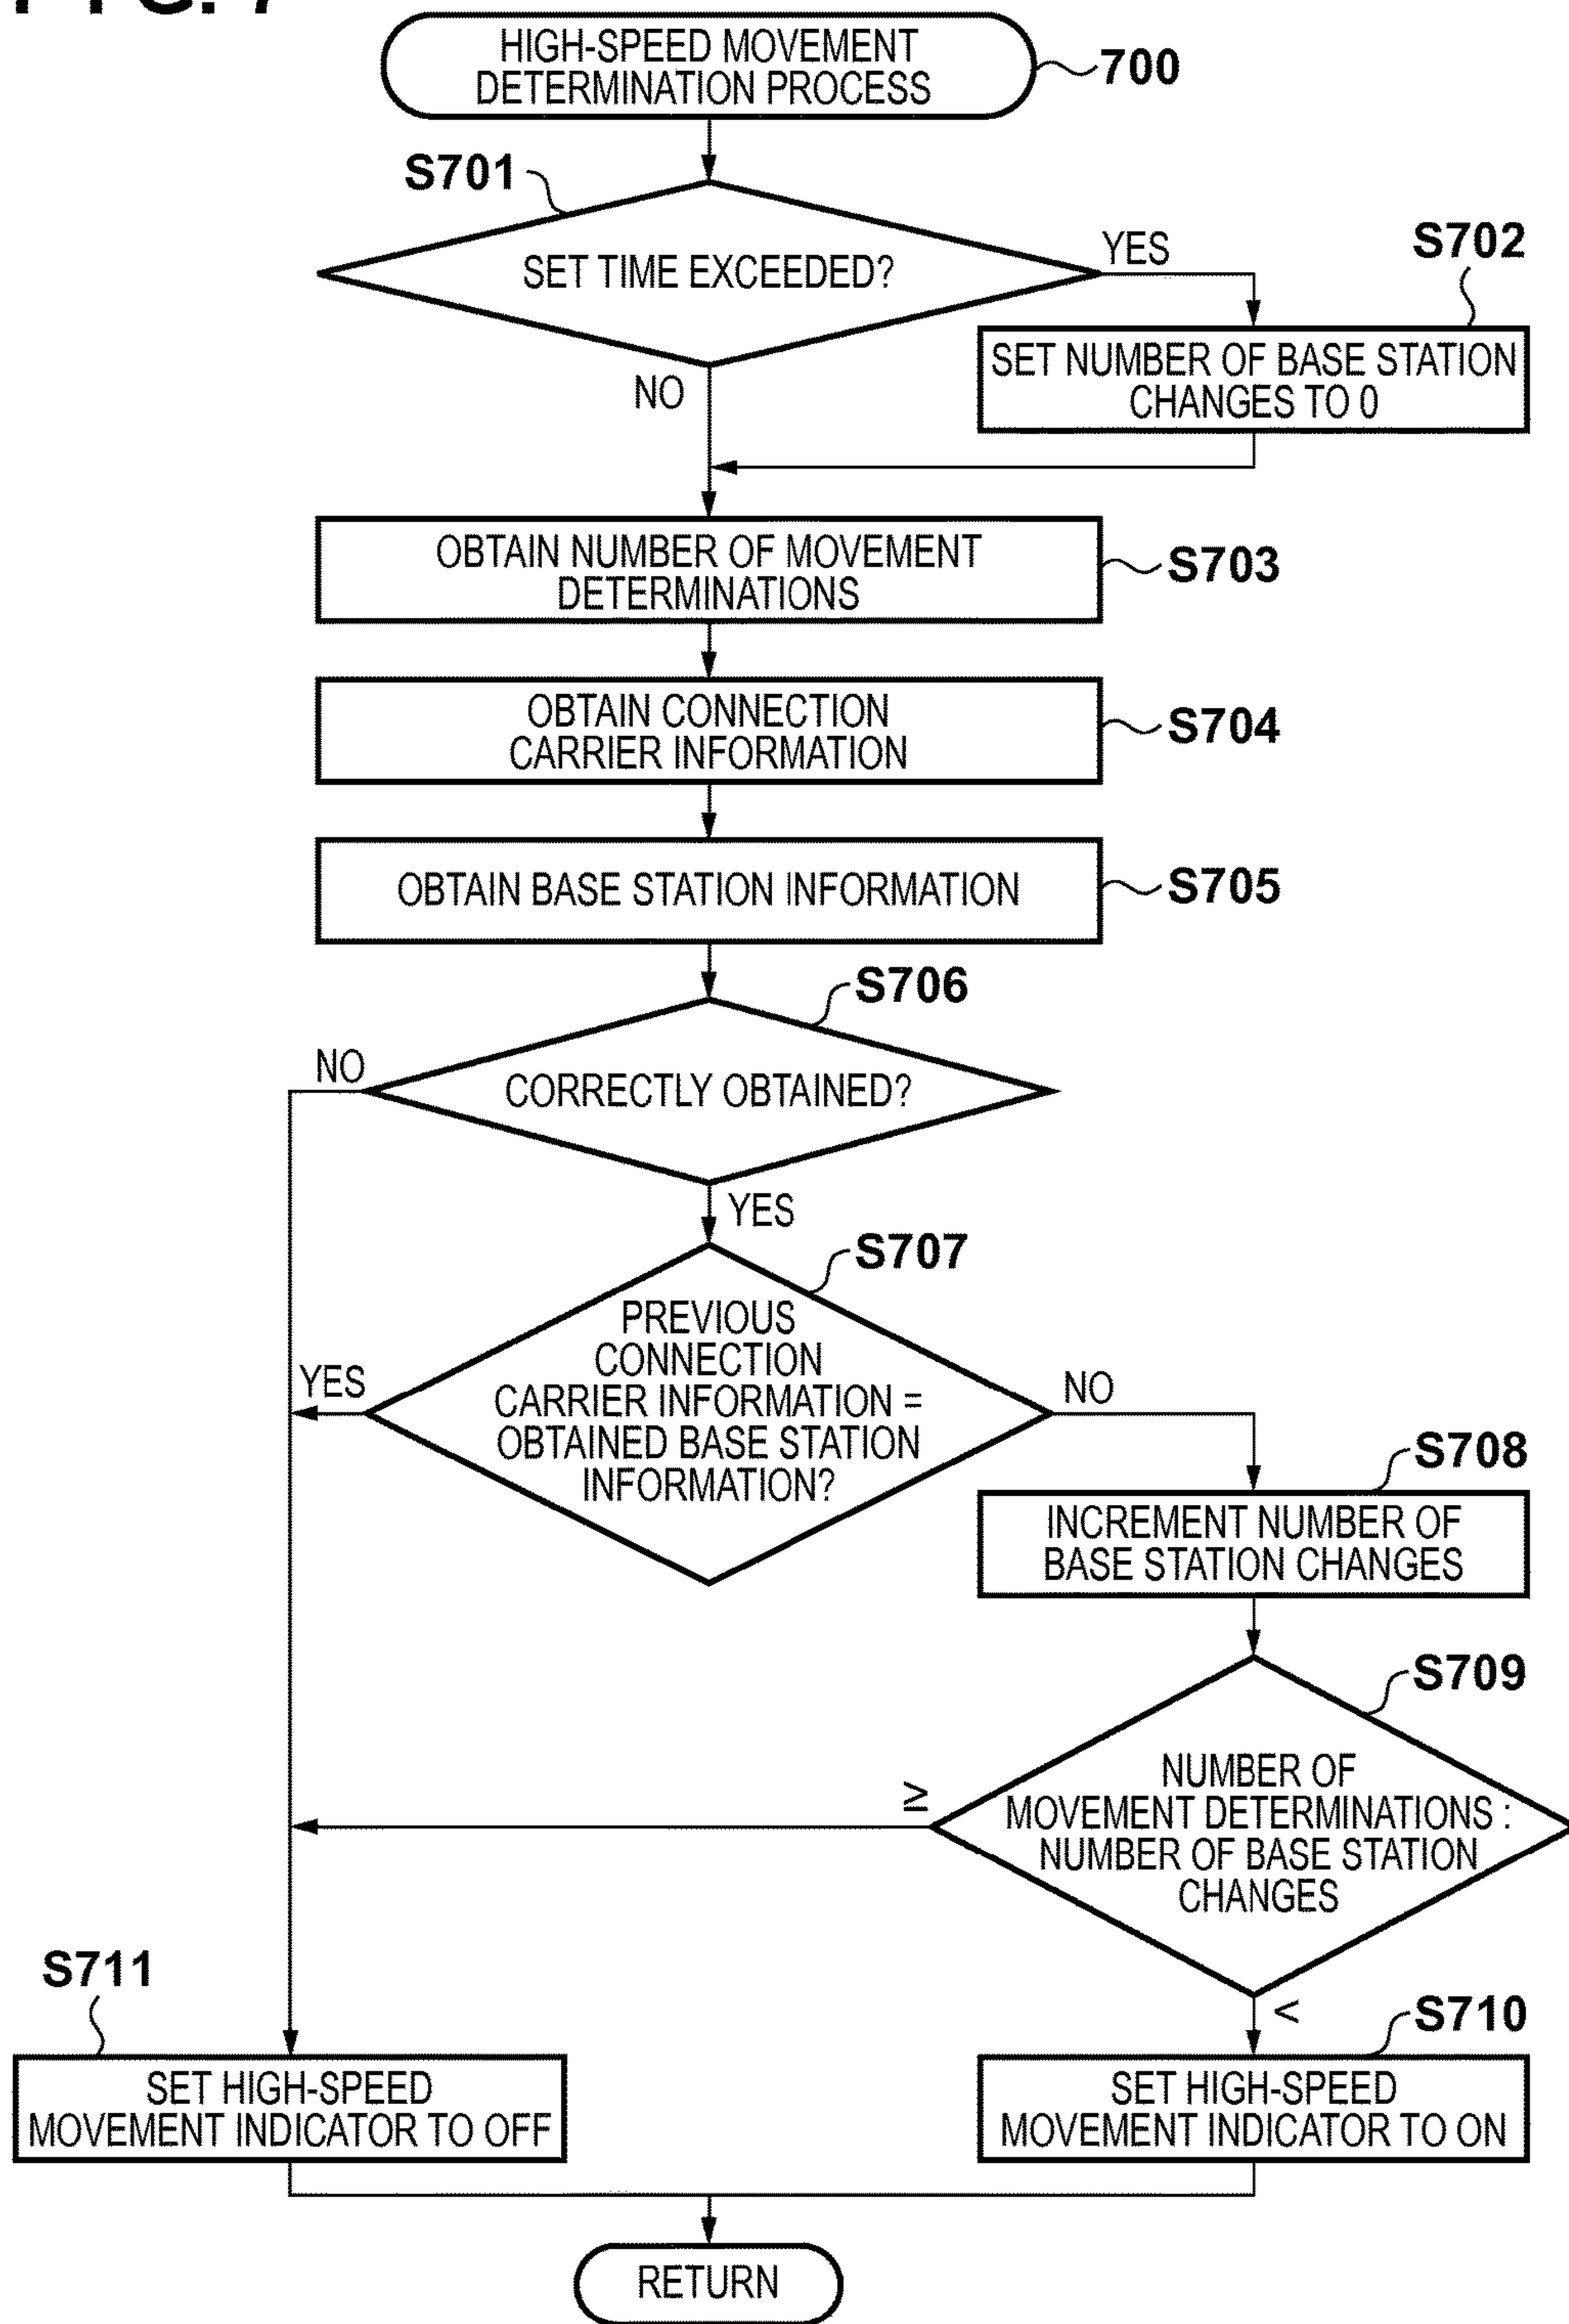 FIG. 7
HIGH-SPEED MOVEMENT
DETERMINATION PROCESS
700
S701
SET TIME EXCEEDED?
YES
S702
SET NUMBER OF BASE STATION
CHANGES TO 0
NO
OBTAIN NUMBER OF MOVEMENT
DETERMINATIONS
S703
OBTAIN CONNECTION
CARRIER INFORMATION
S704
OBTAIN BASE STATION INFORMATION
S705
S706
NO
CORRECTLY OBTAINED?
YES
S707
PREVIOUS
CONNECTION
CARRIER INFORMATION =
OBTAINED BASE STATION
INFORMATION?
YES
NO
S708
INCREMENT NUMBER OF
BASE STATION CHANGES
S709
NUMBER OF
MOVEMENT DETERMINATIONS :
NUMBER OF BASE STATION
CHANGES
≥
<
S711
SET HIGH-SPEED
MOVEMENT INDICATOR TO OFF
S710
SET HIGH-SPEED
MOVEMENT INDICATOR TO ON
RETURN